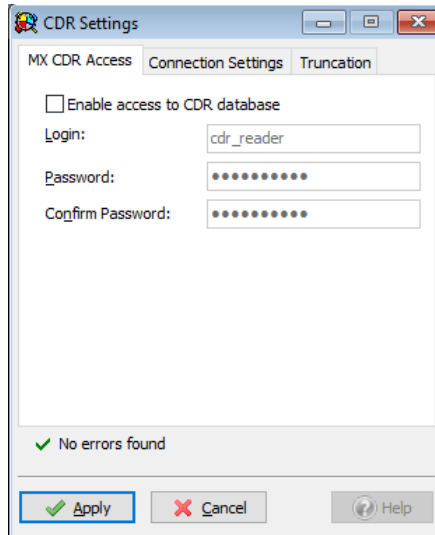 CDR Settings
MX CDR Access Connection Settings Truncation
Enable access to CDR database
Login: cdr_reader
Password: ●●●●●●●●●●
Confirm Password: ●●●●●●●●●●
No errors found
Apply Cancel Help